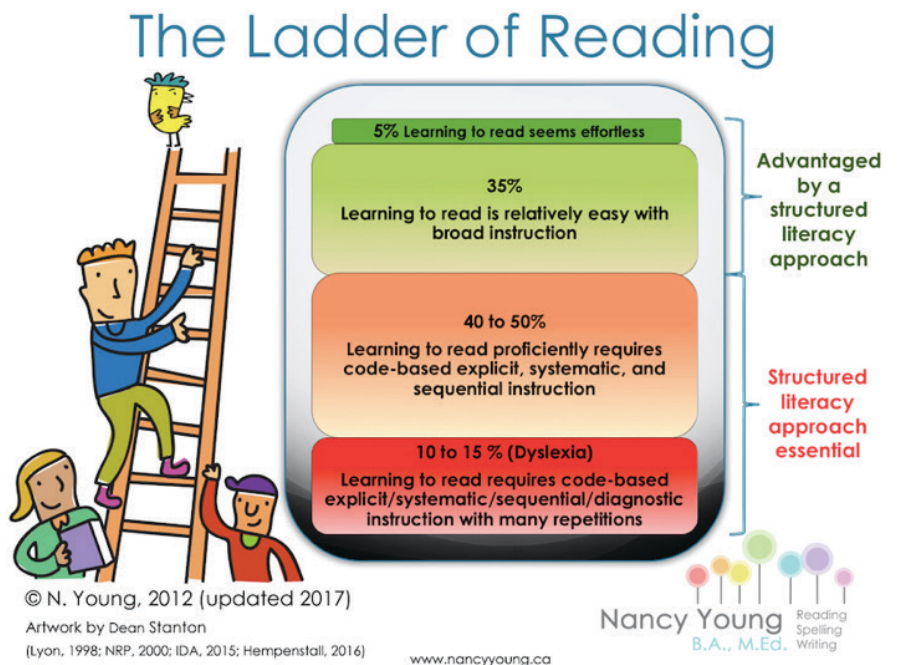 The Ladder of Reading
5% Learning to read seems effortless
35%
Learning to read is relatively easy with
broad instruction
Advantaged
by a
structured
literacy
approach
40 to 50%
Learning to read proficiently requires
code-based explicit, systematic, and
sequential instruction
Structured
literacy
approach
essential
10 to 15 % (Dyslexia)
Learning to read requires code-based
explicit/systematic/sequential/diagnostic
instruction with many repetitions
© N. Young, 2012 (updated 2017)
Artwork by Dean Stanton
(Lyon, 1998; NRP, 2000; IDA, 2015; Hempenstall, 2016)
www.nancyyoung.ca
Nancy Young
B.A., M.Ed.
Reading
Spelling
Writing